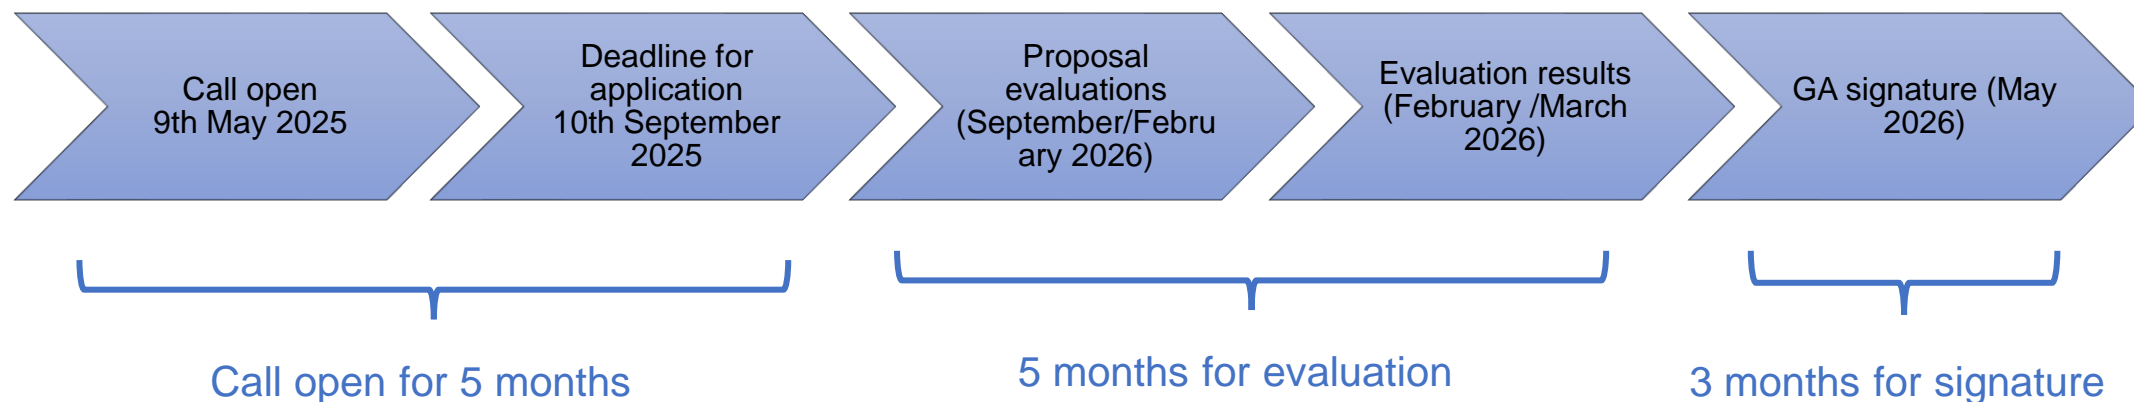 Call open
9th May 2025
Deadline for
application
10th September
2025
Proposal
evaluations
(September/Febru
ary 2026)
Evaluation results
(February /March
2026)
GA signature (May
2026)
Call open for 5 months
5 months for evaluation
3 months for signature